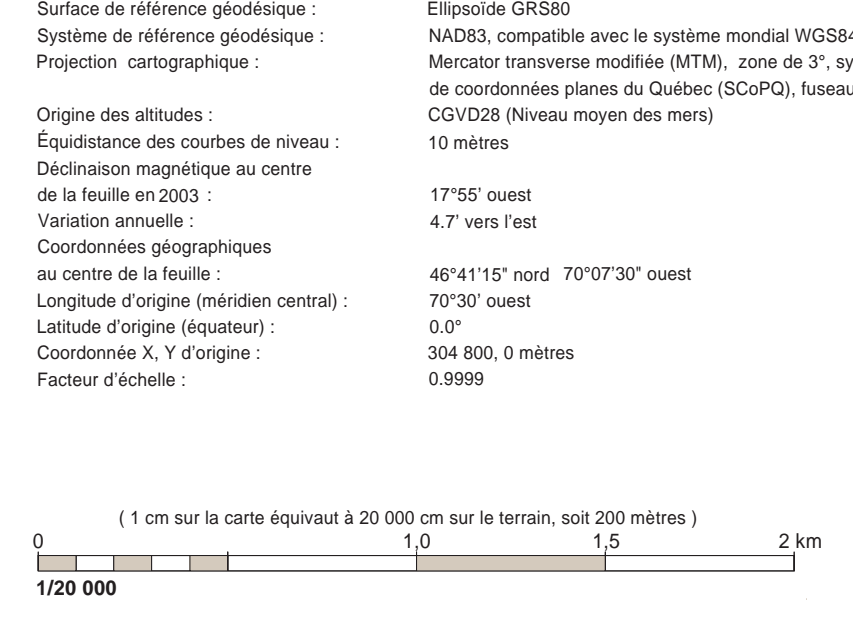 Surface de référence géodésique : Ellipsoïde GRS80
Système de référence géodésique : NAD83, compatible avec le système mondial WGS84
Projection cartographique : Mercator transverse modifiée (MTM), zone de 3°, sy
de coordonnées planes du Québec (SCoPQ), fuseau
Origine des altitudes : CGVD28 (Niveau moyen des mers)
Équidistance des courbes de niveau : 10 mètres
Déclinaison magnétique au centre
de la feuille en 2003 : 17°55’ ouest
Variation annuelle : 4.7’ vers l’est
Coordonnées géographiques
au centre de la feuille : 46°41’15" nord 70°07’30" ouest
Longitude d’origine (méridien central) : 70°30’ ouest
Latitude d’origine (équateur) : 0.0°
Coordonnée X, Y d’origine : 304 800, 0 mètres
Facteur d’échelle : 0.9999
( 1 cm sur la carte équivaut à 20 000 cm sur le terrain, soit 200 mètres )
0 1,0 1,5 2 km
1/20 000